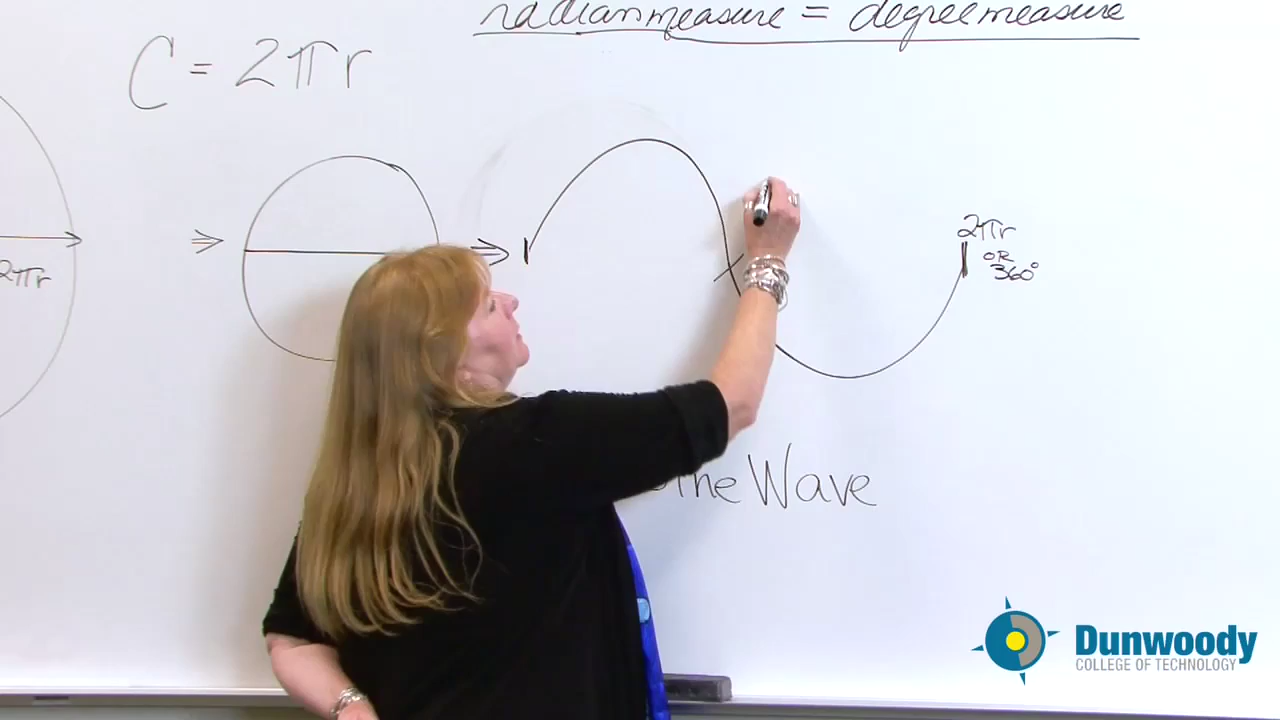 radian measure = degree measure
C = 2πr
2πr
2πr
OR
360°
the Wave
Dunwoody
COLLEGE OF TECHNOLOGY